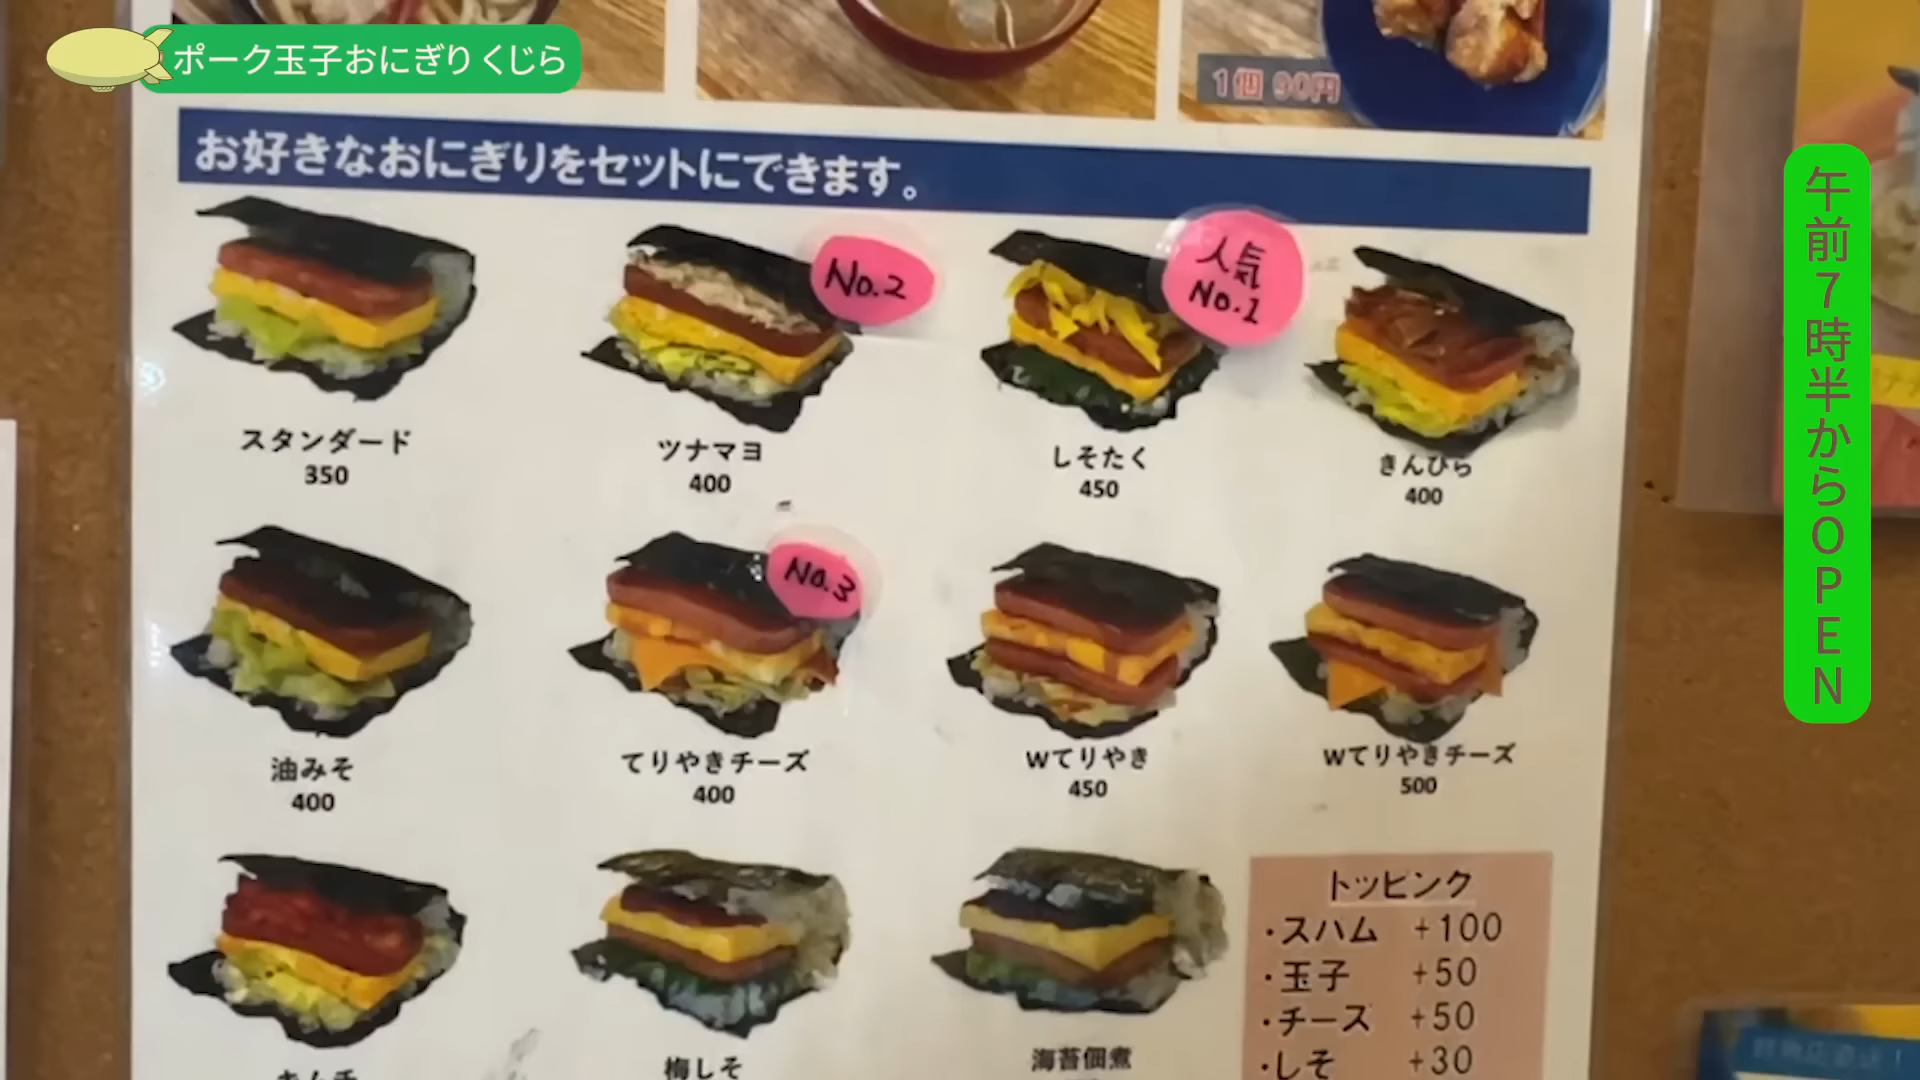 ポーク玉子おにぎりくじら
1個 90円
お好きなおにぎりをセットにできます。
午前7時半からOPEN
No.2
人気
No.1
スタンダード
350
ツナマヨ
400
しそたく
450
きんぴら
400
No.3
油みそ
400
てりやきチーズ
400
Wてりやき
450
Wてりやきチーズ
500
キムチ
梅しそ
海苔佃煮
トッピング
・スパム +100
・玉子 +50
・チーズ +50
・しそ +30